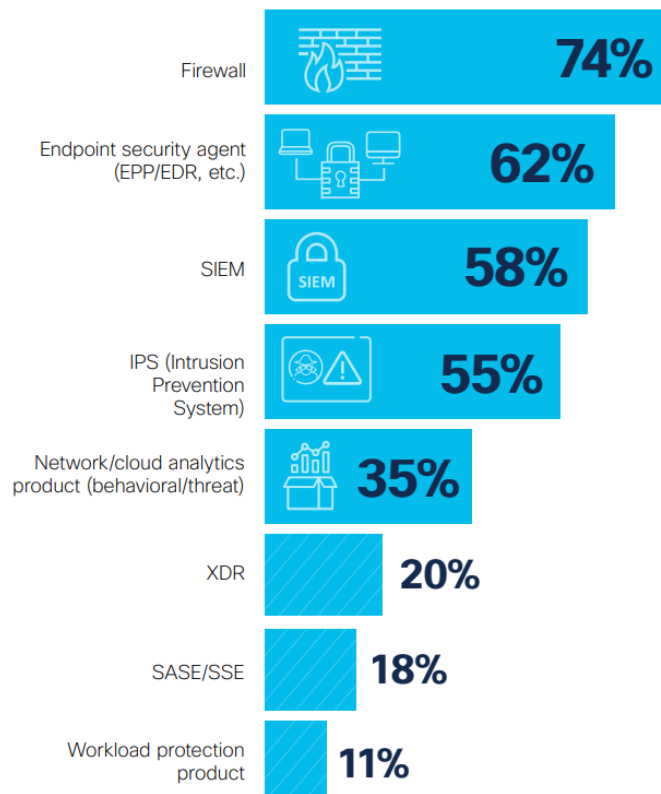 Firewall
74%
Endpoint security agent
(EPP/EDR, etc.)
62%
SIEM
SIEM
58%
IPS (Intrusion
Prevention
System)
55%
Network/cloud analytics
product (behavioral/threat)
35%
XDR
20%
SASE/SSE
18%
Workload protection
product
11%